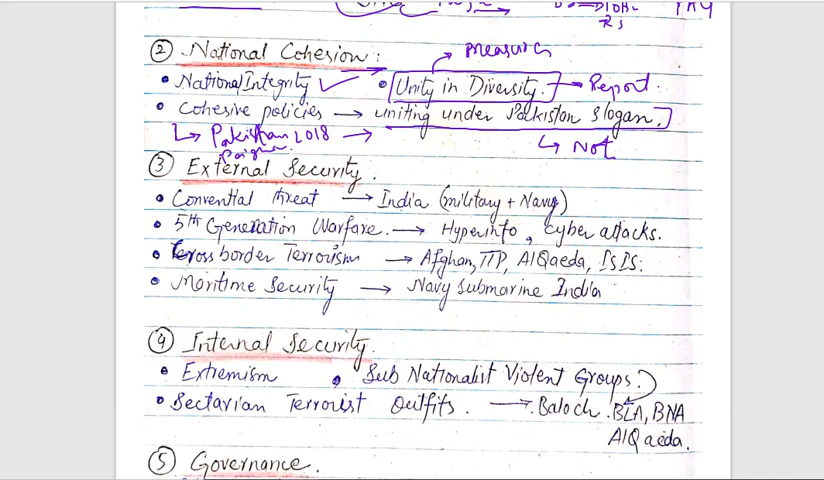 ② National Cohesion:
→ measures
• National Integrity • Unity in Diversity. → Report.
• Cohesive policies → uniting under Pakistan slogan.
↳ Pakistan 2018 →
↳ Not
③ External Security.
• Convential threat → India (military + Navy)
• 5th Generation Warfare. → Hyperinfo, cyber attacks.
• Cross border Terrorism → Afghan, TTP, AlQaeda, ISIS.
• Maritime Security → Navy Submarine India
④ Internal Security.
• Extremism • Sub Nationalist Violent Groups.
• Sectarian Terrorist Outfits. → Baloch. BLA, BNA
AlQaeda.
⑤ Governance.